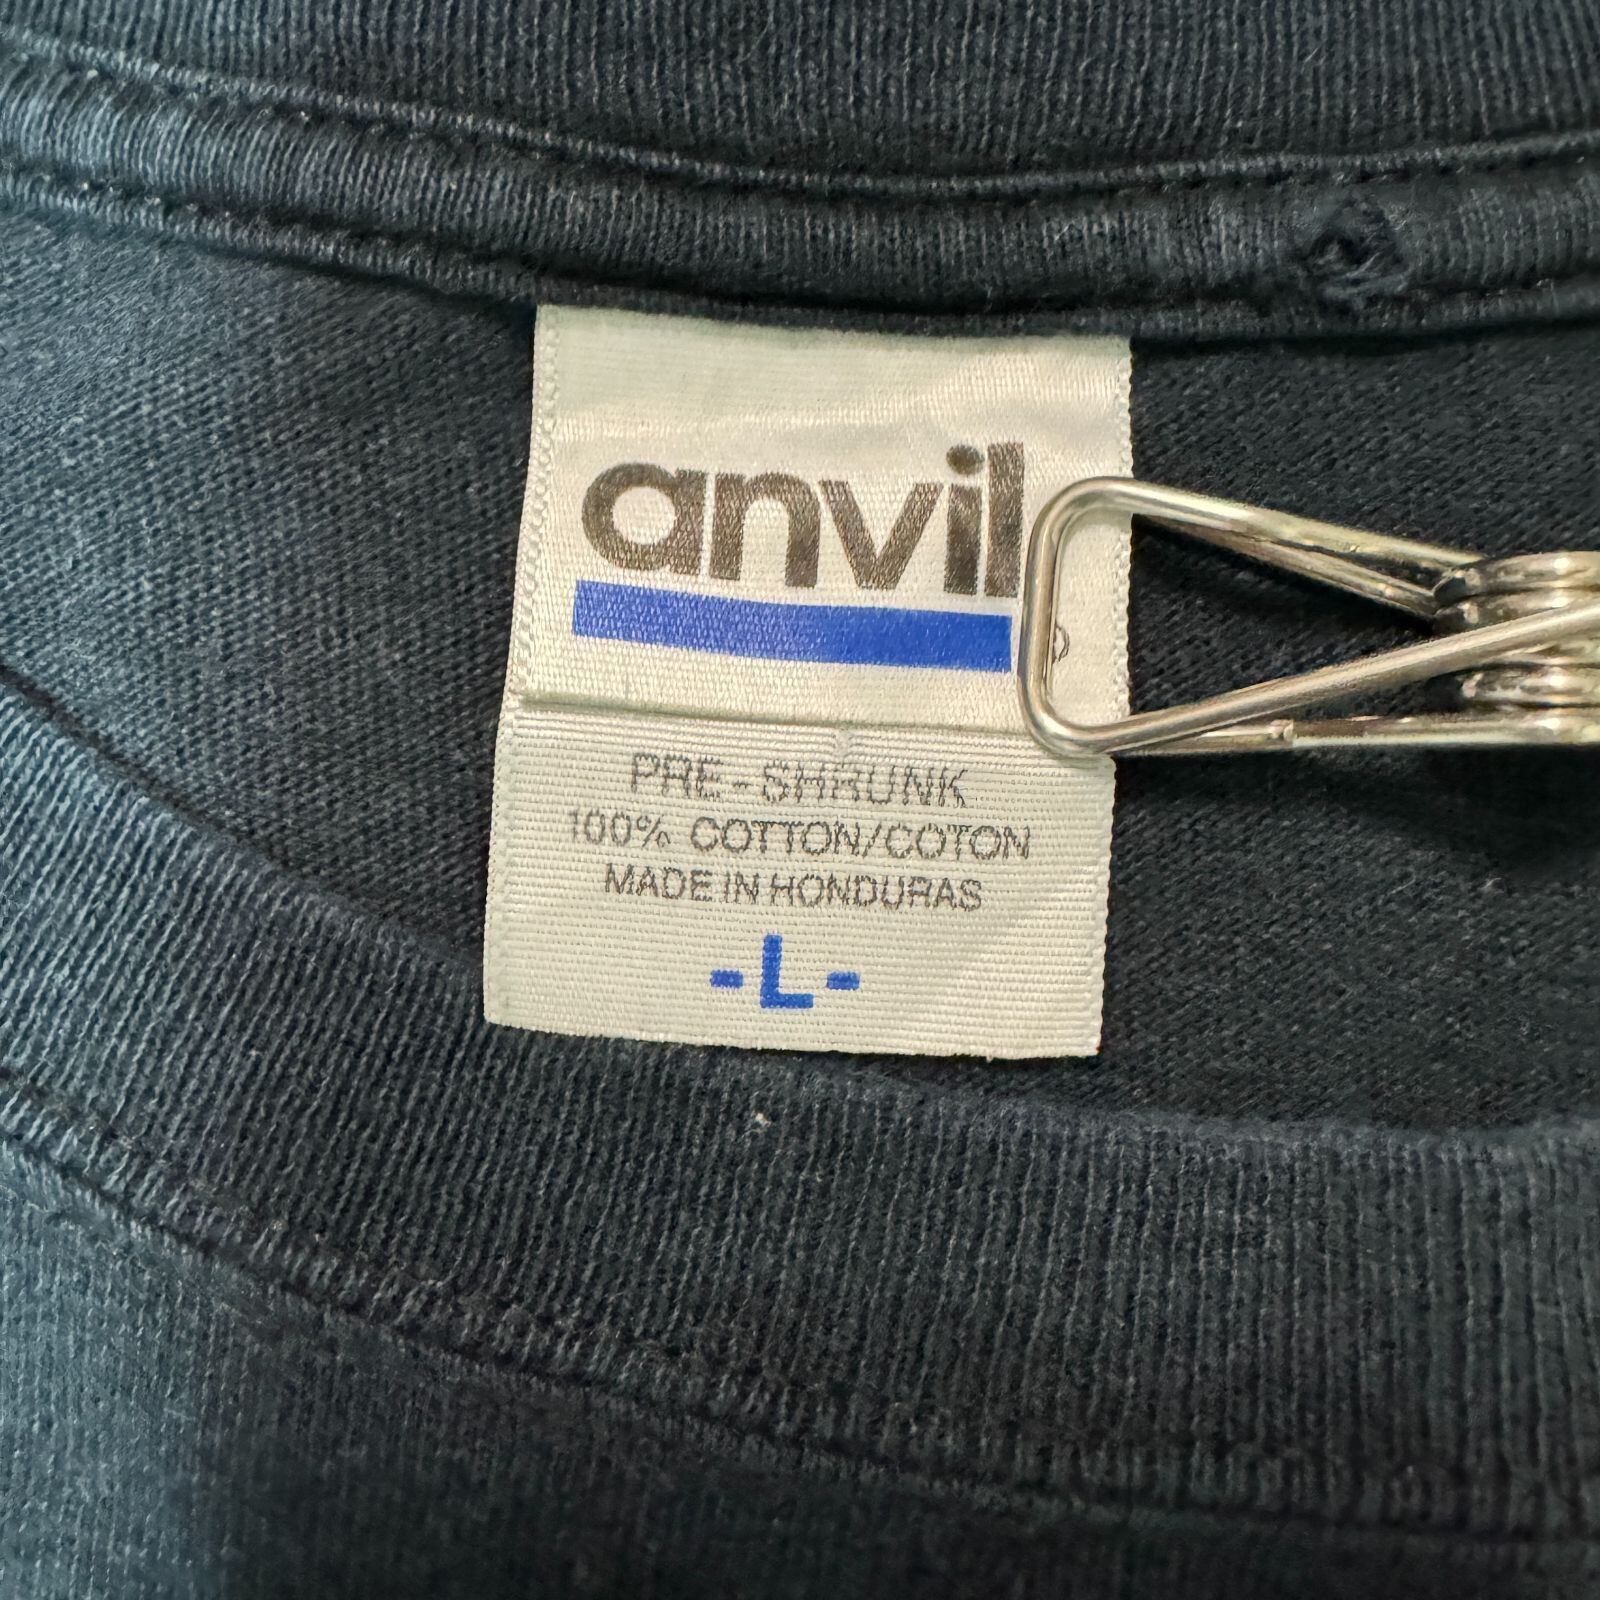 anvil
PRE-SHRUNK
100% COTTON/COTON
MADE IN HONDURAS
-L-